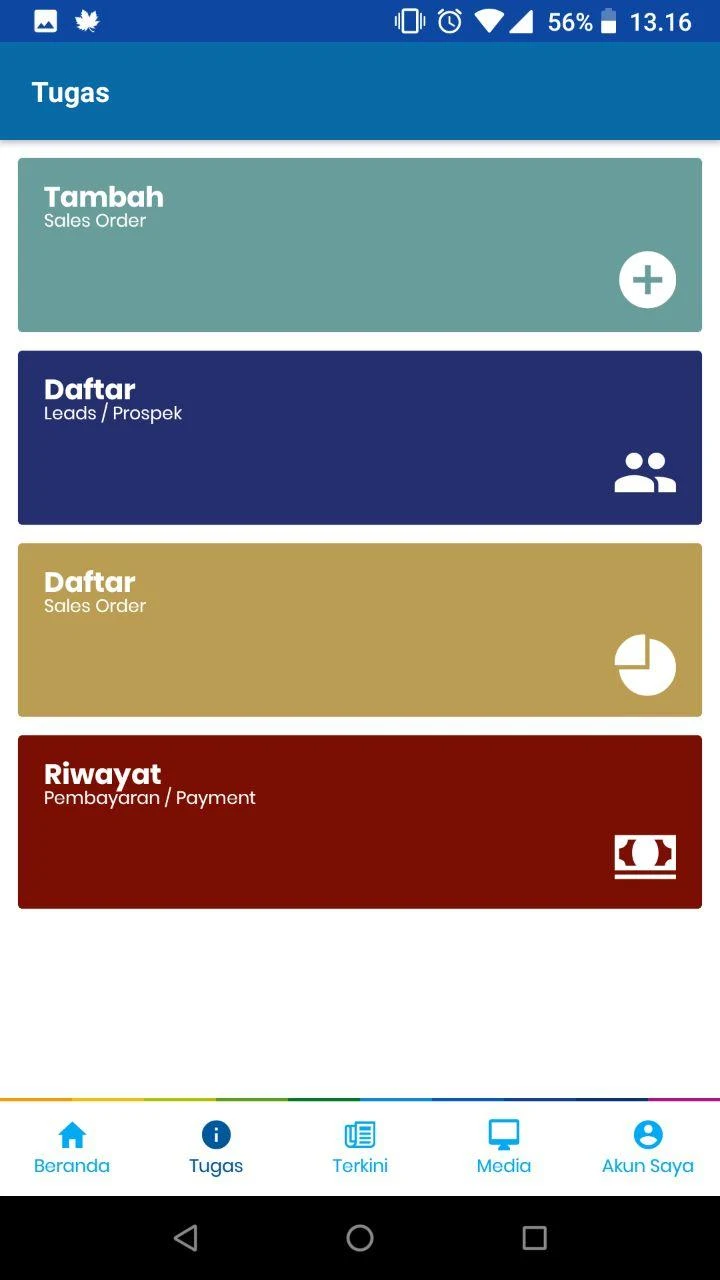 56% 13.16
Tugas
Tambah
Sales Order
Daftar
Leads / Prospek
Daftar
Sales Order
Riwayat
Pembayaran / Payment
Beranda Tugas Terkini Media Akun Saya